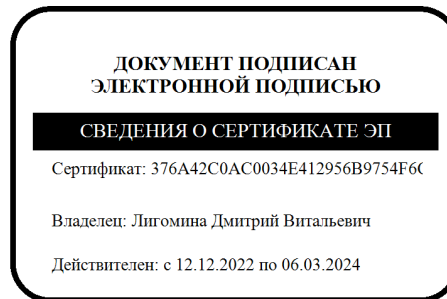 ДОКУМЕНТ ПОДПИСАН
ЭЛЕКТРОННОЙ ПОДПИСЬЮ
СВЕДЕНИЯ О СЕРТИФИКАТЕ ЭП
Сертификат: 376A42C0AC0034E412956B9754F6
Владелец: Лигомина Дмитрий Витальевич
Действителен: с 12.12.2022 по 06.03.2024